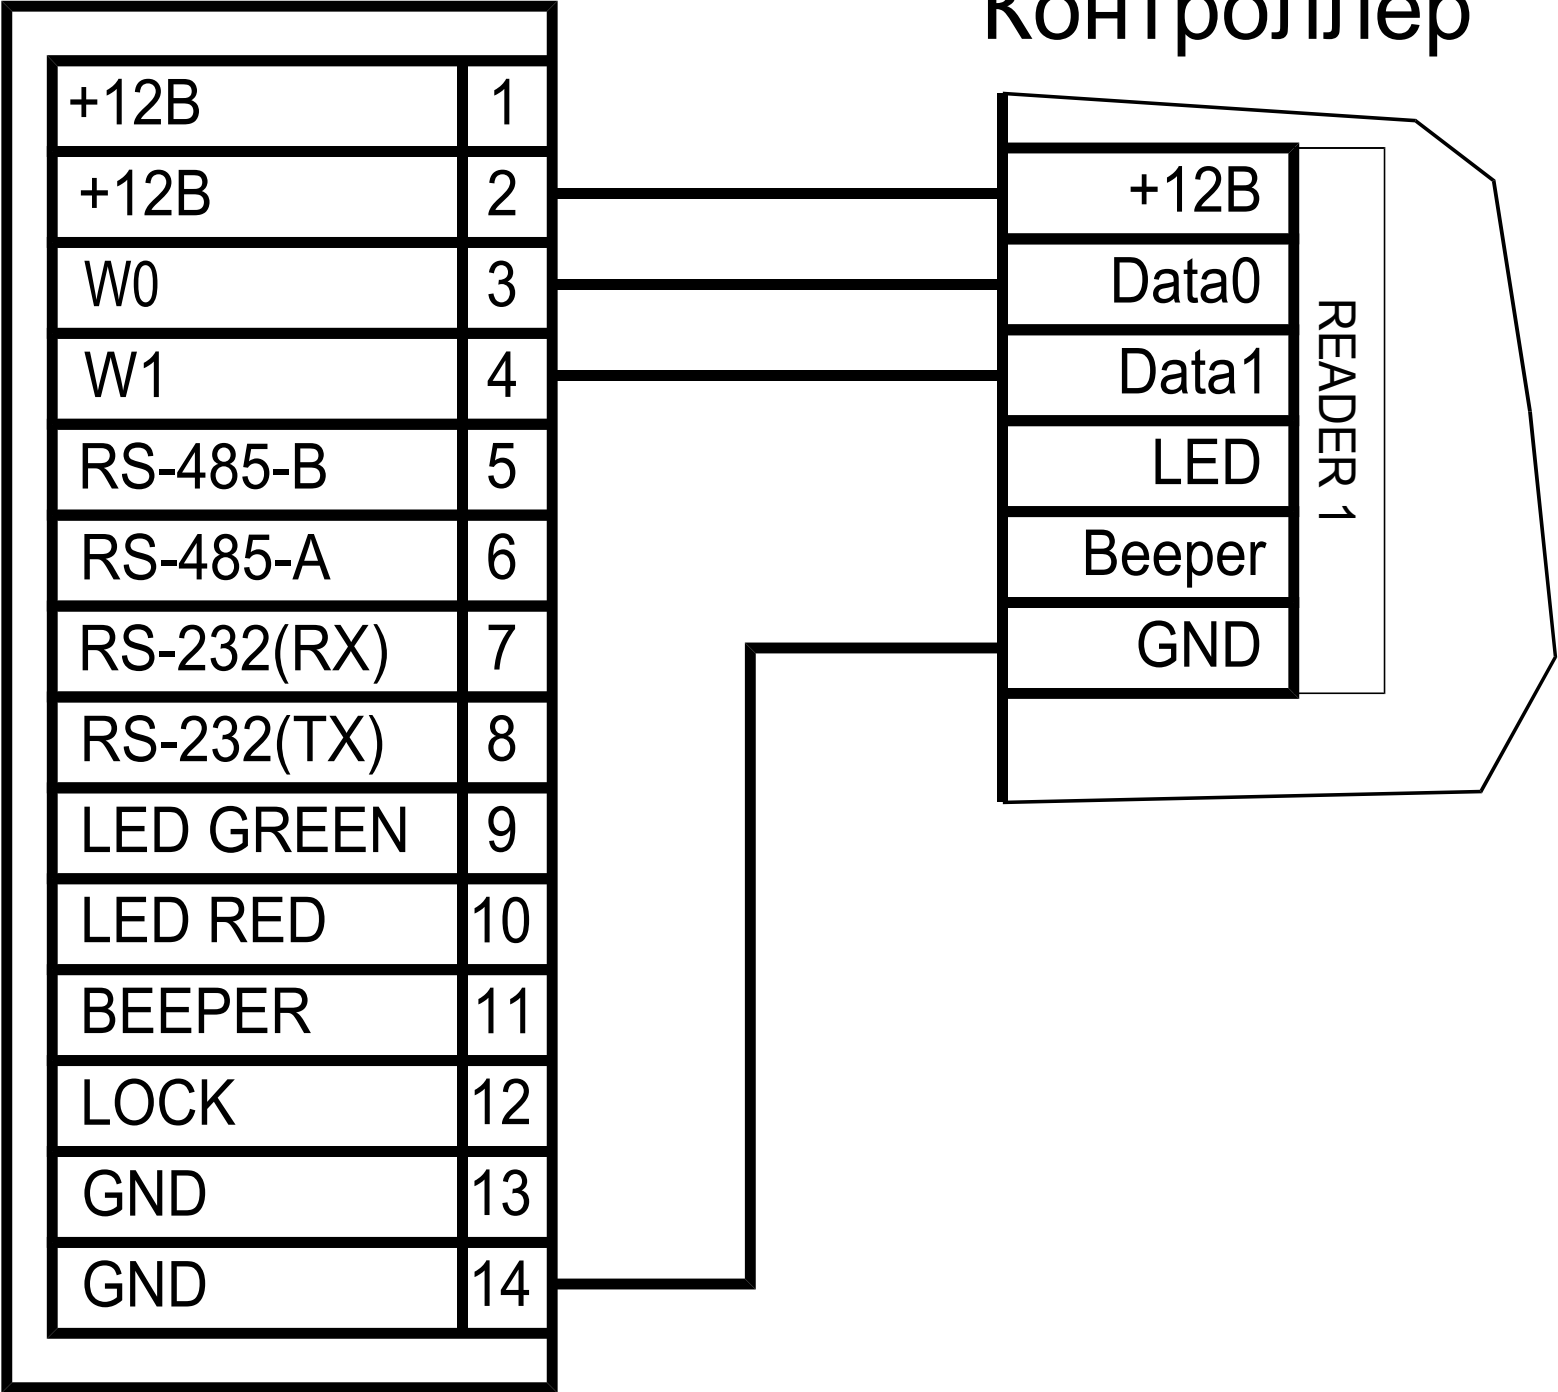 Контроллер
+12В 1
+12В 2
W0 3
W1 4
RS-485-B 5
RS-485-A 6
RS-232(RX) 7
RS-232(TX) 8
LED GREEN 9
LED RED 10
BEEPER 11
LOCK 12
GND 13
GND 14
+12В
Data0
Data1
LED
Beeper
GND
READER 1